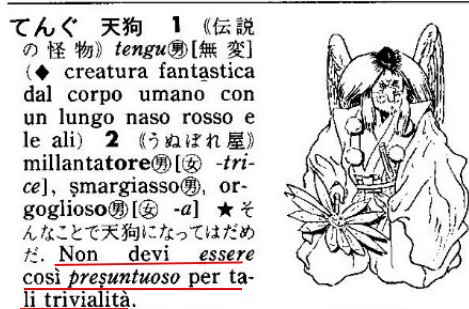 てんぐ 天狗 1 《伝説
の怪物》 tengu㊚[無変]
(◆ creatura fantastica
dal corpo umano con
un lungo naso rosso e
le ali) 2 《うぬぼれ屋》
millantatore㊚[㊛ -tri-
ce], şmargiasso㊚, or-
goglioso㊚[㊛ -a] ★そ
んなことで天狗になってはだめ
だ. Non devi essere
così preşuntuoso per ta-
li trivialità.